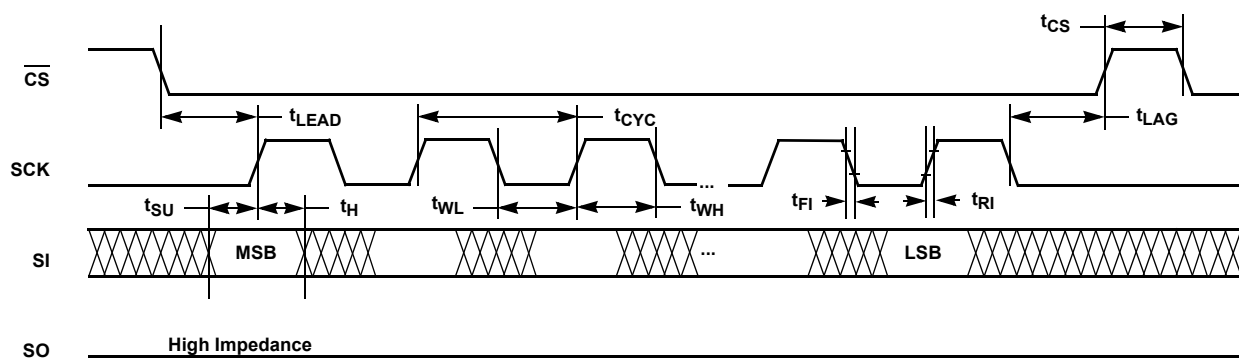 tCS
CS
tLEAD
tCYC
tLAG
SCK
...
tSU
tH
tWL
tWH
tFI
tRI
SI
MSB
...
LSB
SO
High Impedance